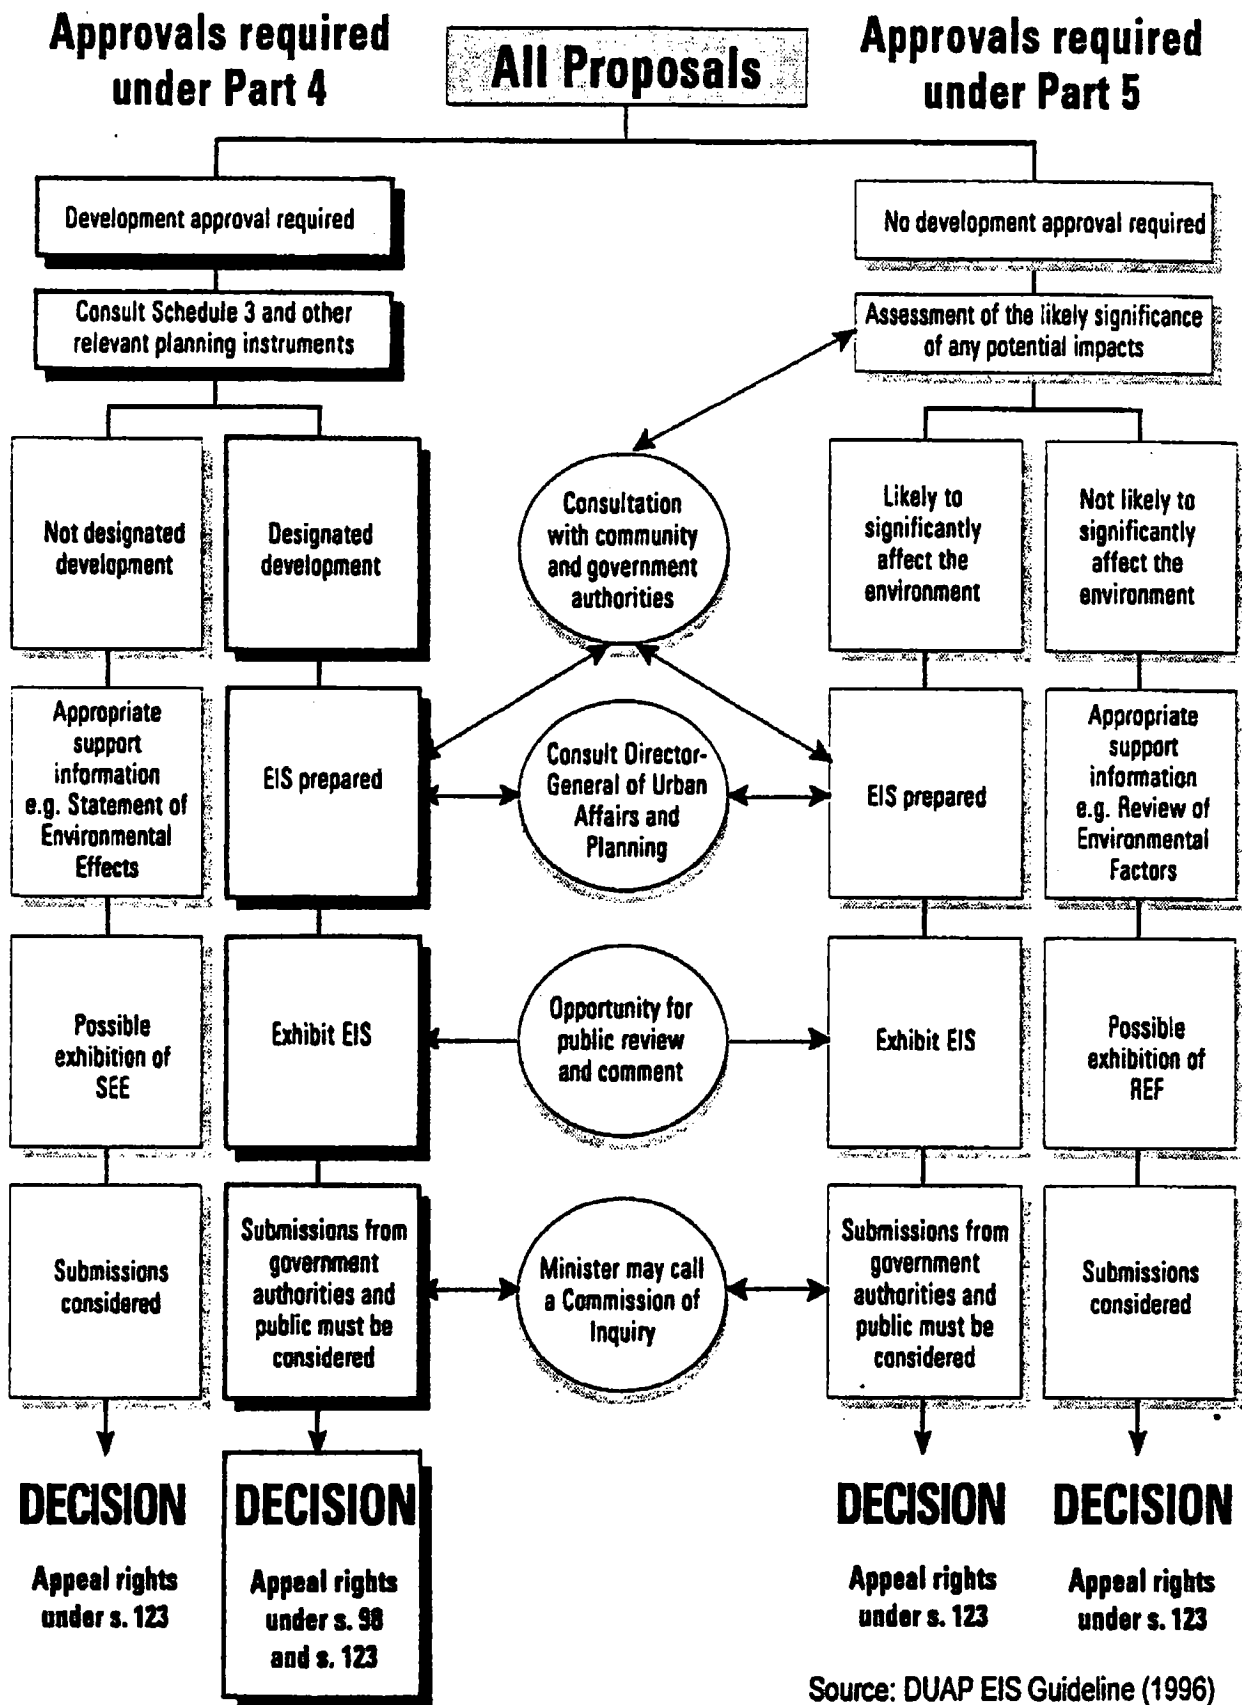 Approvals required
under Part 4
All Proposals
Approvals required
under Part 5
Development approval required
No development approval required
Consult Schedule 3 and other
relevant planning instruments
Assessment of the likely significance
of any potential impacts
Not designated
development
Designated
development
Consultation
with community
and government
authorities
Likely to
significantly
affect the
environment
Not likely to
significantly
affect the
environment
Appropriate
support
information
e.g. Statement of
Environmental
Effects
EIS prepared
Consult Director-
General of Urban
Affairs and
Planning
EIS prepared
Appropriate
support
information
e.g. Review of
Environmental
Factors
Possible
exhibition of
SEE
Exhibit EIS
Opportunity for
public review
and comment
Exhibit EIS
Possible
exhibition of
REF
Submissions
considered
Submissions from
government
authorities and
public must be
considered
Minister may call
a Commission of
Inquiry
Submissions from
government
authorities and
public must be
considered
Submissions
considered
DECISION
Appeal rights
under s. 123
DECISION
Appeal rights
under s. 98
and s. 123
DECISION
Appeal rights
under s. 123
DECISION
Appeal rights
under s. 123
Source: DUAP EIS Guideline (1996)